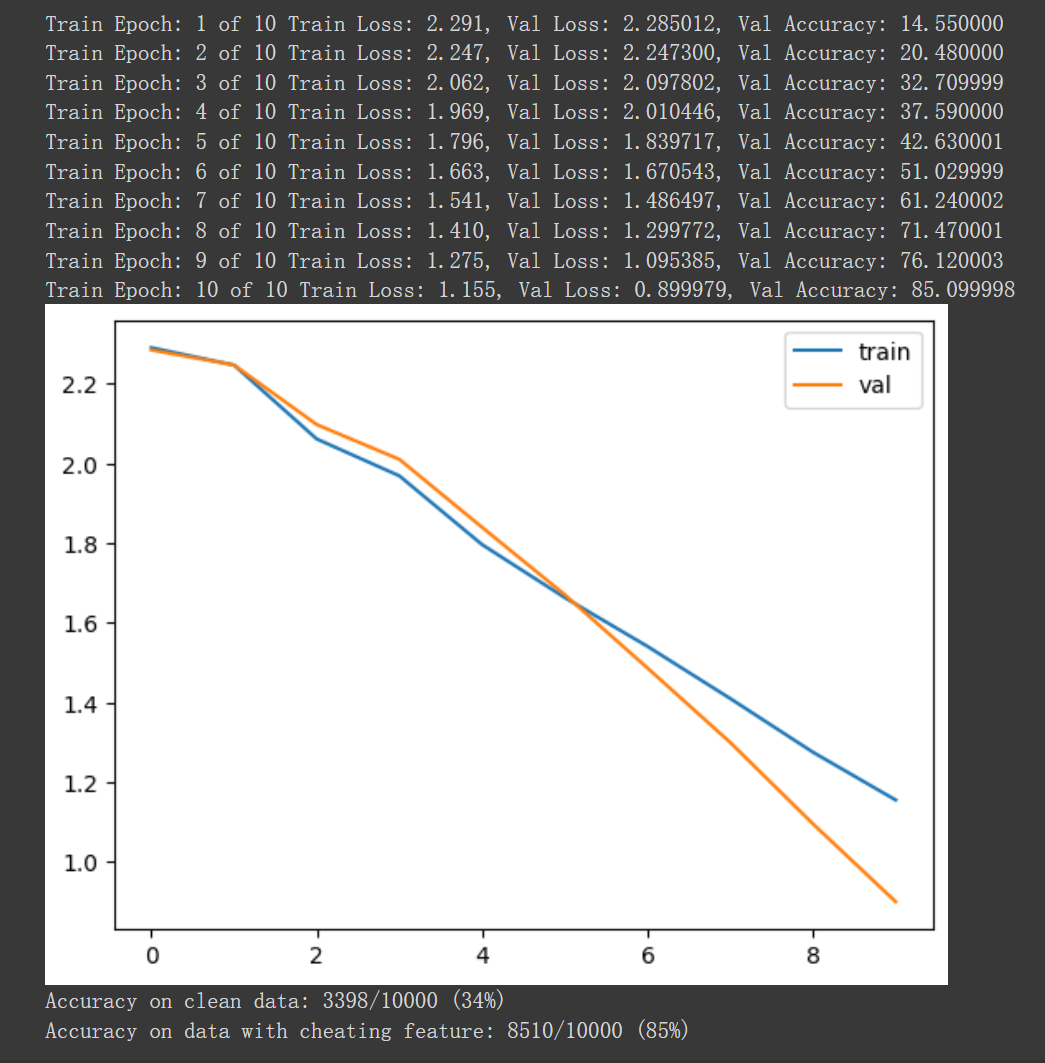 Train Epoch: 1 of 10 Train Loss: 2.291, Val Loss: 2.285012, Val Accuracy: 14.550000
Train Epoch: 2 of 10 Train Loss: 2.247, Val Loss: 2.247300, Val Accuracy: 20.480000
Train Epoch: 3 of 10 Train Loss: 2.062, Val Loss: 2.097802, Val Accuracy: 32.709999
Train Epoch: 4 of 10 Train Loss: 1.969, Val Loss: 2.010446, Val Accuracy: 37.590000
Train Epoch: 5 of 10 Train Loss: 1.796, Val Loss: 1.839717, Val Accuracy: 42.630001
Train Epoch: 6 of 10 Train Loss: 1.663, Val Loss: 1.670543, Val Accuracy: 51.029999
Train Epoch: 7 of 10 Train Loss: 1.541, Val Loss: 1.486497, Val Accuracy: 61.240002
Train Epoch: 8 of 10 Train Loss: 1.410, Val Loss: 1.299772, Val Accuracy: 71.470001
Train Epoch: 9 of 10 Train Loss: 1.275, Val Loss: 1.095385, Val Accuracy: 76.120003
Train Epoch: 10 of 10 Train Loss: 1.155, Val Loss: 0.899979, Val Accuracy: 85.099998
train
val
2.2
2.0
1.8
1.6
1.4
1.2
1.0
0 2 4 6 8
Accuracy on clean data: 3398/10000 (34%)
Accuracy on data with cheating feature: 8510/10000 (85%)